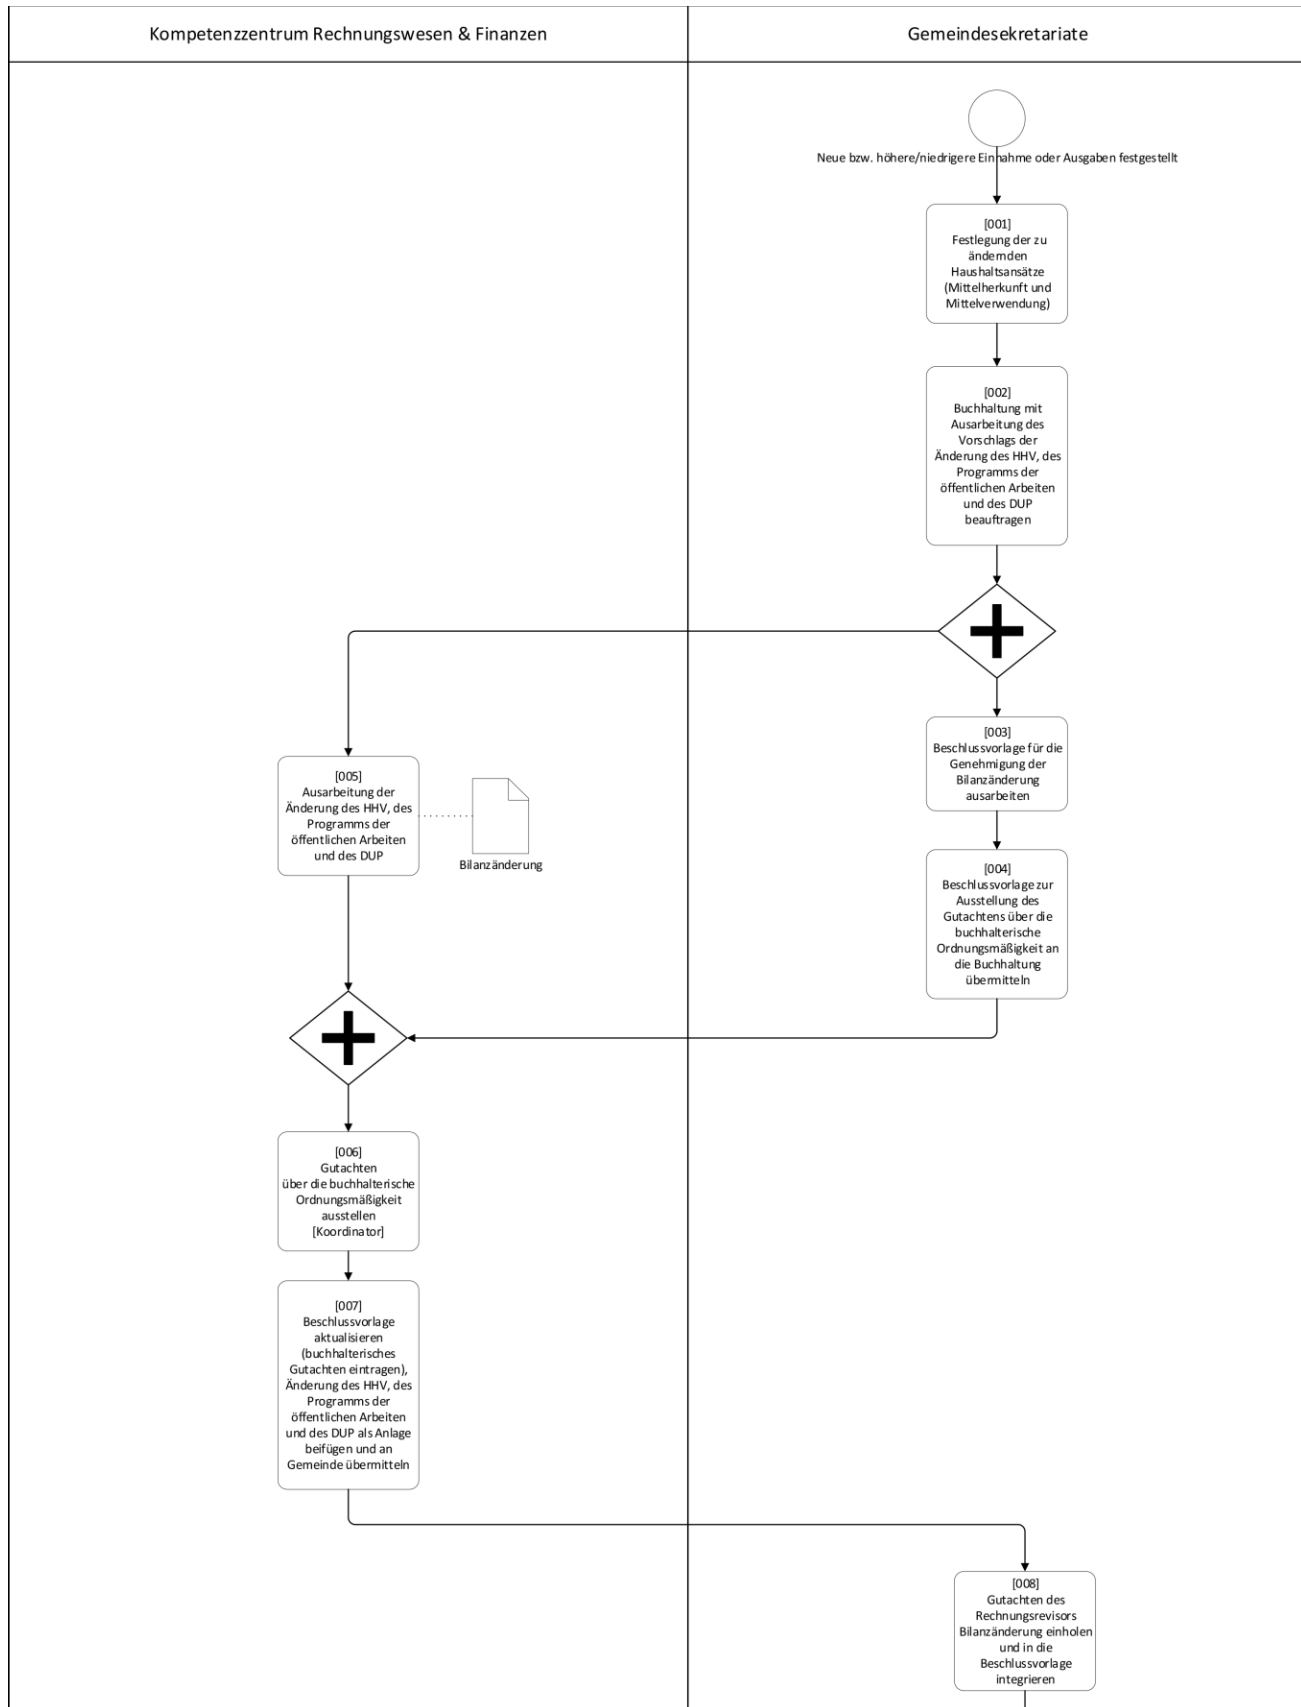 Kompetenzzentrum Rechnungswesen & Finanzen
Gemeindesekretariate
Neue bzw. höhere/niedrigere Einnahme oder Ausgaben festgestellt
[001]
Festlegung der zu
ändernden
Haushaltsansätze
(Mittelherkunft und
Mittelverwendung)
[002]
Buchhaltung mit
Ausarbeitung des
Vorschlags der
Änderung des HHV, des
Programms der
öffentlichen Arbeiten
und des DUP
beauftragen
[003]
Beschlussvorlage für die
Genehmigung der
Bilanzänderung
ausarbeiten
[005]
Ausarbeitung der
Änderung des HHV, des
Programms der
öffentlichen Arbeiten
und des DUP
Bilanzänderung
[004]
Beschlussvorlage zur
Ausstellung des
Gutachtens über die
buchhalterische
Ordnungsmäßigkeit an
die Buchhaltung
übermitteln
[006]
Gutachten
über die buchhalterische
Ordnungsmäßigkeit
ausstellen
[Koordinator]
[007]
Beschlussvorlage
aktualisieren
(buchhalterisches
Gutachten eintragen),
Änderung des HHV, des
Programms der
öffentlichen Arbeiten
und des DUP als Anlage
beifügen und an
Gemeinde übermitteln
[008]
Gutachten des
Rechnungsrevisors
Bilanzänderung einholen
und in die
Beschlussvorlage
integrieren